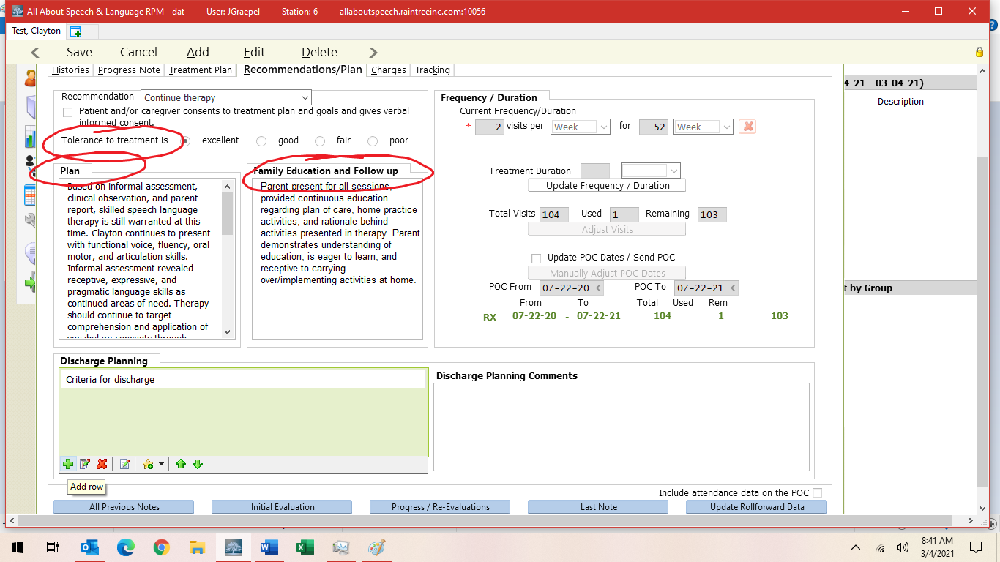 All About Speech & Language RPM - dat User: JGraepel Station: 6 allaboutspeech.raintreeinc.com:10056
Test, Clayton
Save Cancel Add Edit Delete
Histories Progress Note Treatment Plan Recommendations/Plan Charges Tracking
Recommendation Continue therapy
Patient and/or caregiver consents to treatment plan and goals and gives verbal
informed consent.
Tolerance to treatment is excellent good fair poor
Plan
Based on informal assessment,
clinical observation, and parent
report, skilled speech language
therapy is still warranted at this
time. Clayton continues to present
with functional voice, fluency, oral
motor, and articulation skills.
Informal assessment revealed
receptive, expressive, and
pragmatic language skills as
continued areas of need. Therapy
should continue to target
comprehension and application of
vocabulary concepts through
Family Education and Follow up
Parent present for all sessions,
provided continuous education
regarding plan of care, home practice
activities, and rationale behind
activities presented in therapy. Parent
demonstrates understanding of
education, is eager to learn, and
receptive to carrying
over/implementing activities at home.
Frequency / Duration
Current Frequency/Duration
* 2 visits per Week for 52 Week
Treatment Duration
Update Frequency / Duration
Total Visits 104 Used 1 Remaining 103
Adjust Visits
Update POC Dates / Send POC
Manually Adjust POC Dates
POC From 07-22-20 POC To 07-22-21
From To Total Used Rem
RX 07-22-20 - 07-22-21 104 1 103
4-21 - 03-04-21)
Description
t by Group
Discharge Planning
Criteria for discharge
Discharge Planning Comments
Add row
Include attendance data on the POC
All Previous Notes Initial Evaluation Progress / Re-Evaluations Last Note Update Rollforward Data
8:41 AM
3/4/2021